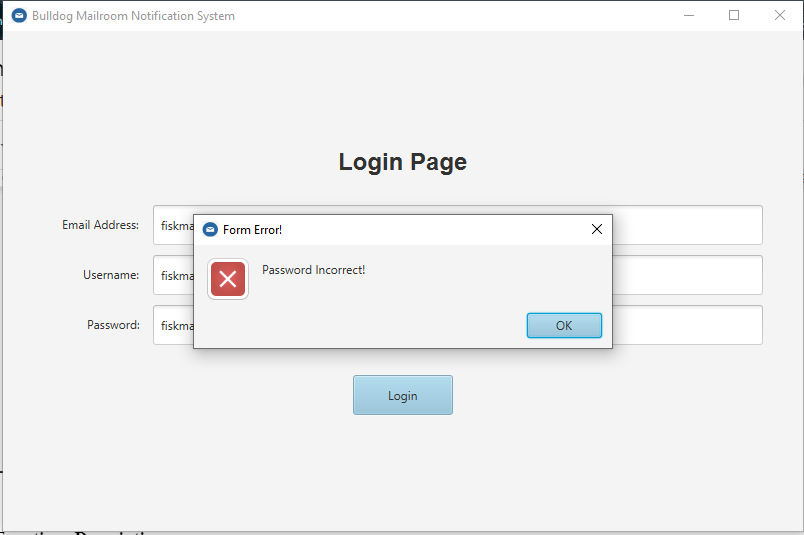 Bulldog Mailroom Notification System
Login Page
Email Address: fiskma
Form Error!
Username: fiskma
Password Incorrect!
Password: fiskma
OK
Login